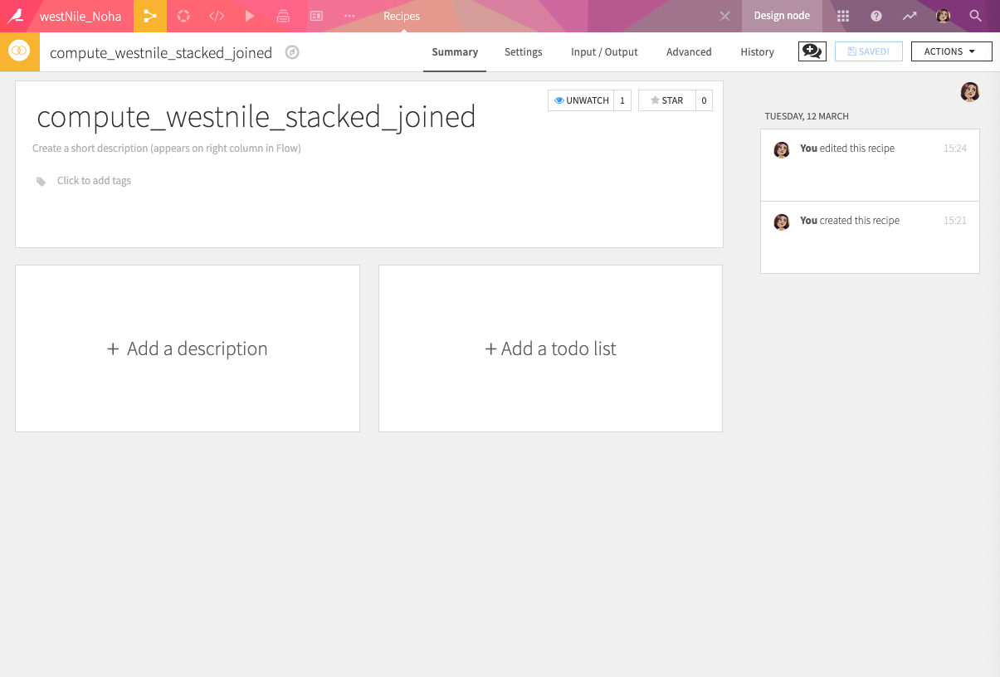 westNile_Noha
Recipes
Design node
compute_westnile_stacked_joined
Summary
Settings
Input / Output
Advanced
History
SAVED!
ACTIONS
compute_westnile_stacked_joined
UNWATCH 1
STAR 0
Create a short description (appears on right column in Flow)
Click to add tags
+ Add a description
+ Add a todo list
TUESDAY, 12 MARCH
You edited this recipe 15:24
You created this recipe 15:21